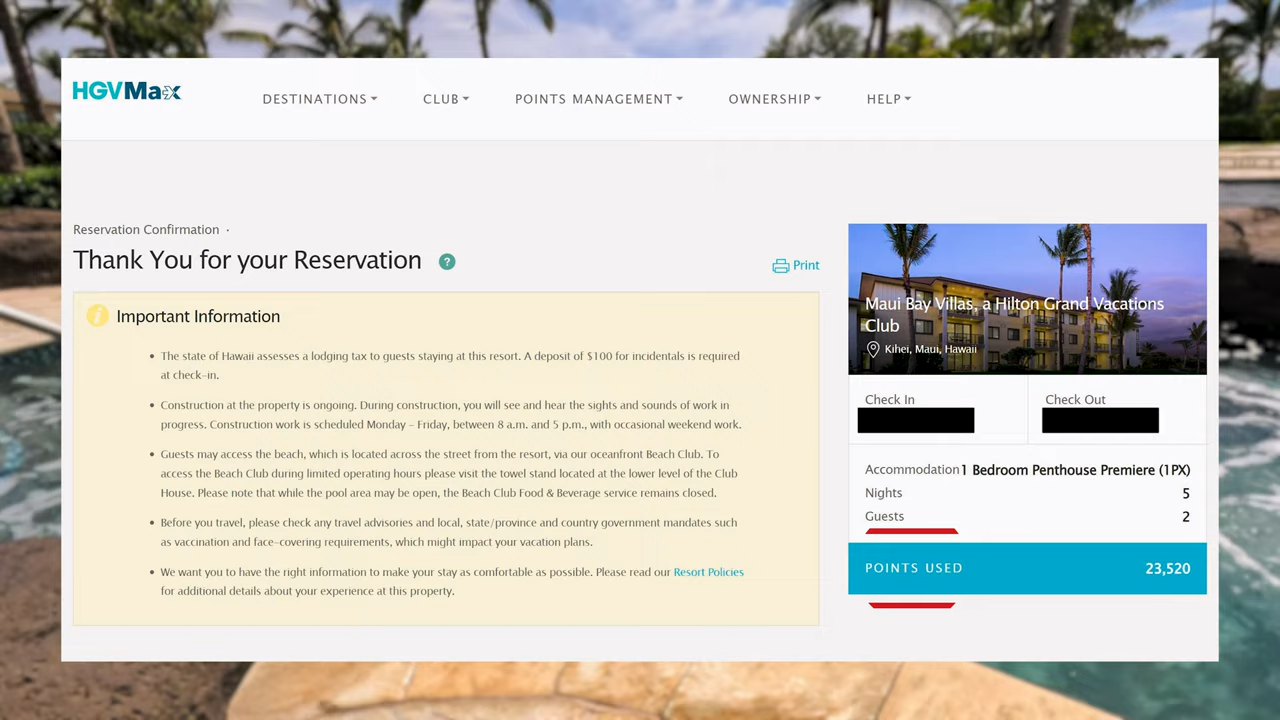 HGVMax
DESTINATIONS
CLUB
POINTS MANAGEMENT
OWNERSHIP
HELP
Reservation Confirmation ·
Thank You for your Reservation ?
Print
i Important Information
• The state of Hawaii assesses a lodging tax to guests staying at this resort. A deposit of $100 for incidentals is required
at check-in.
• Construction at the property is ongoing. During construction, you will see and hear the sights and sounds of work in
progress. Construction work is scheduled Monday - Friday, between 8 a.m. and 5 p.m., with occasional weekend work.
• Guests may access the beach, which is located across the street from the resort, via our oceanfront Beach Club. To
access the Beach Club during limited operating hours please visit the towel stand located at the lower level of the Club
House. Please note that while the pool area may be open, the Beach Club Food & Beverage service remains closed.
• Before you travel, please check any travel advisories and local, state/province and country government mandates such
as vaccination and face-covering requirements, which might impact your vacation plans.
• We want you to have the right information to make your stay as comfortable as possible. Please read our Resort Policies
for additional details about your experience at this property.
Maui Bay Villas, a Hilton Grand Vacations
Club
Kihei, Maui, Hawaii
Check In
Check Out
Accommodation 1 Bedroom Penthouse Premiere (1PX)
Nights 5
Guests 2
POINTS USED 23,520